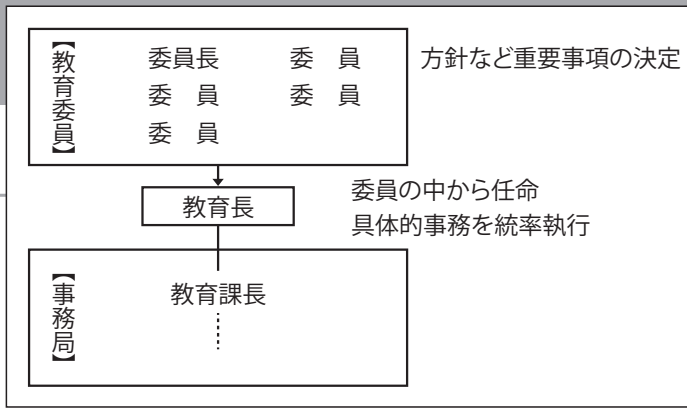 【教育委員】
委員長　委　員
委　員　委　員
委　員
方針など重要事項の決定
教育長
委員の中から任命
具体的事務を統率執行
【事務局】
教育課長